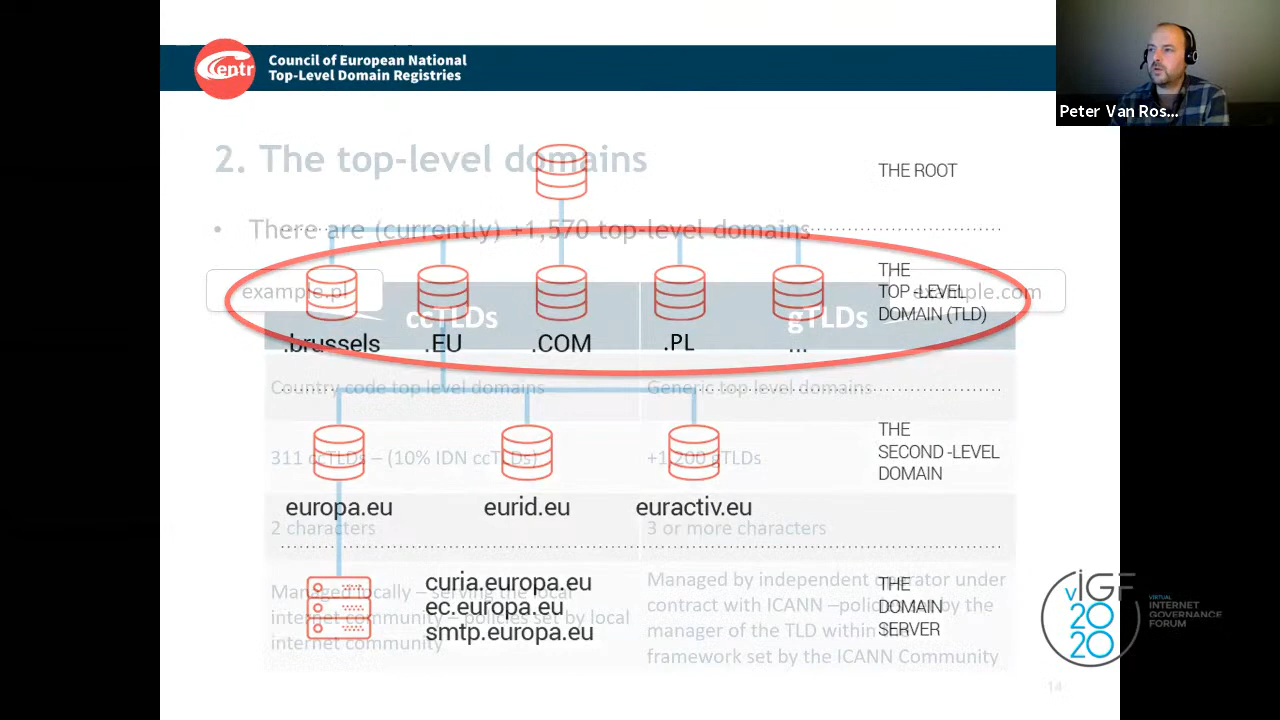 Centr
Council of European National
Top-Level Domain Registries
Peter Van Ros...
2. The top-level domains
THE ROOT
• There are (currently) +1,570 top-level domains
example.pl
example.com
THE
TOP -LEVEL
DOMAIN (TLD)
ccTLDs
gTLDs
.brussels
.EU
.COM
.PL
...
Country code top level domains
Generic top level domains
THE
SECOND -LEVEL
DOMAIN
311 ccTLDs – (10% IDN ccTLDs)
+1,200 gTLDs
europa.eu
eurid.eu
euractiv.eu
2 characters
3 or more characters
curia.europa.eu
ec.europa.eu
smtp.europa.eu
THE
DOMAIN
SERVER
Managed locally – serving the local
internet community – policies set by local
internet community
Managed by independent operator under
contract with ICANN –policies set by the
manager of the TLD within the
framework set by the ICANN Community
vIGF
2020
VIRTUAL
INTERNET
GOVERNANCE
FORUM
14